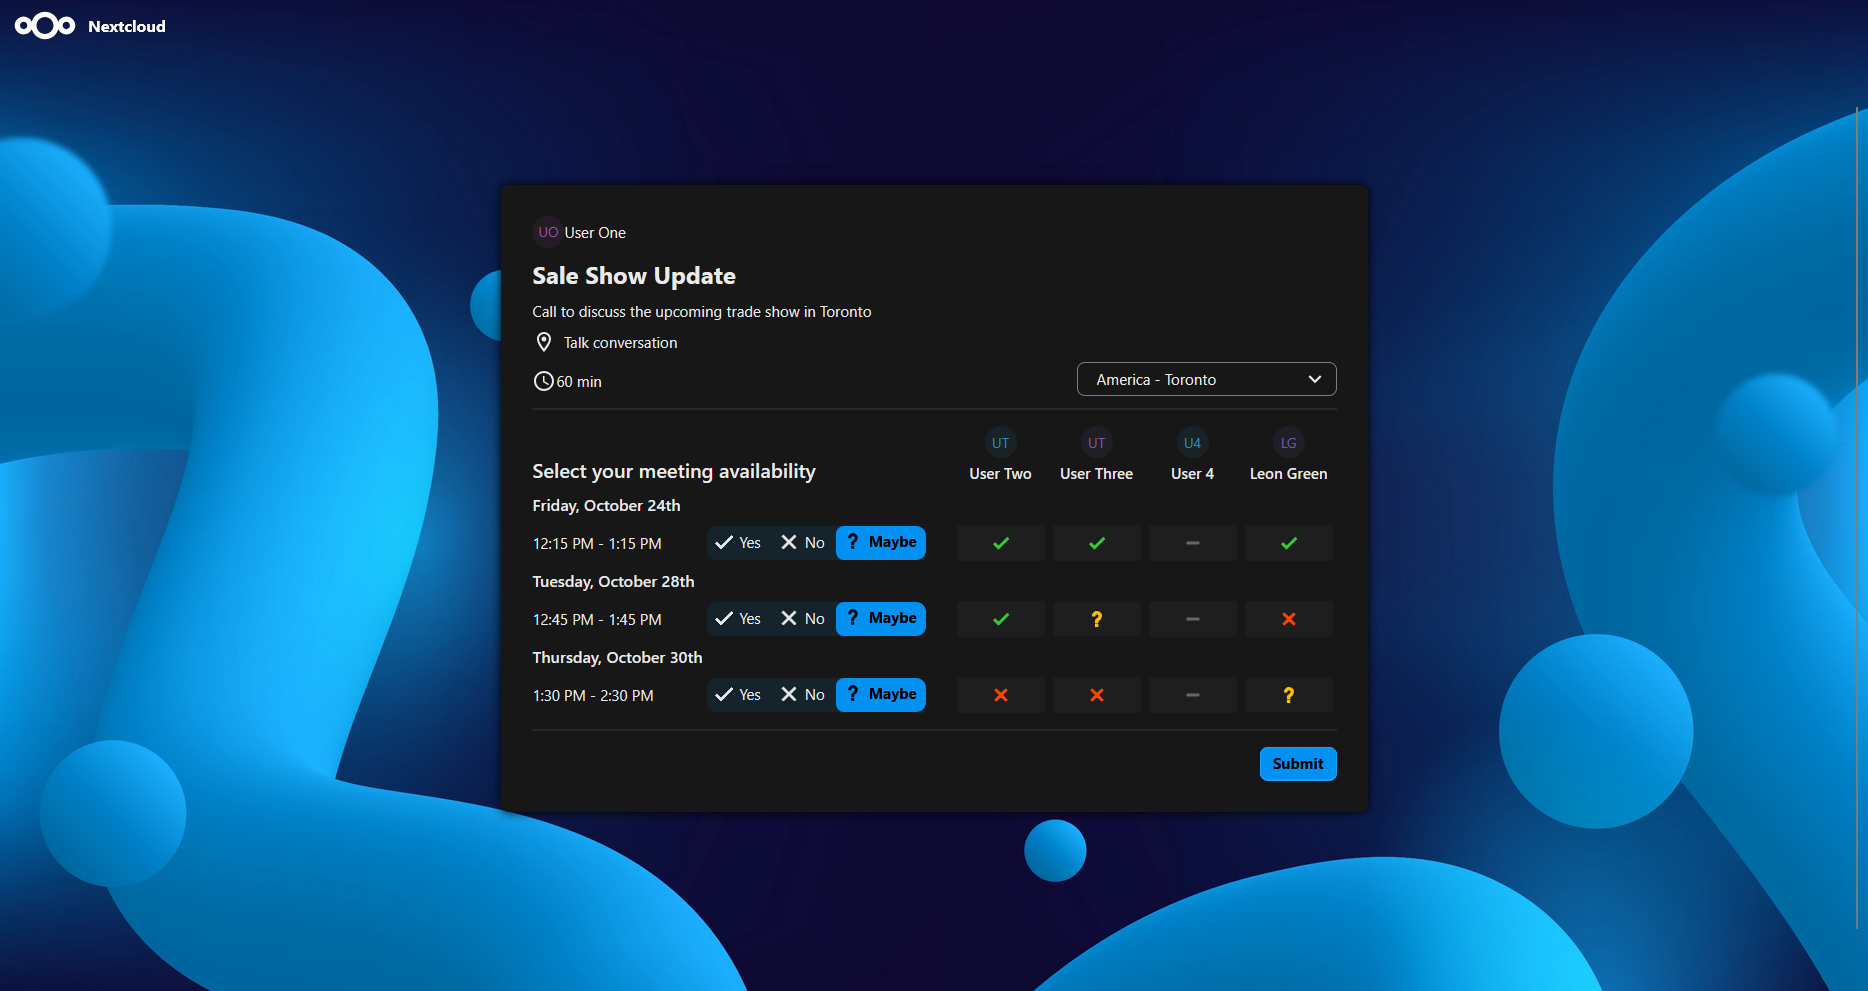 Nextcloud
UO User One
Sale Show Update
Call to discuss the upcoming trade show in Toronto
Talk conversation
60 min
America - Toronto
UT UT U4 LG
Select your meeting availability User Two User Three User 4 Leon Green
Friday, October 24th
12:15 PM - 1:15 PM Yes No ? Maybe
Tuesday, October 28th
12:45 PM - 1:45 PM Yes No ? Maybe ?
Thursday, October 30th
1:30 PM - 2:30 PM Yes No ? Maybe ?
Submit